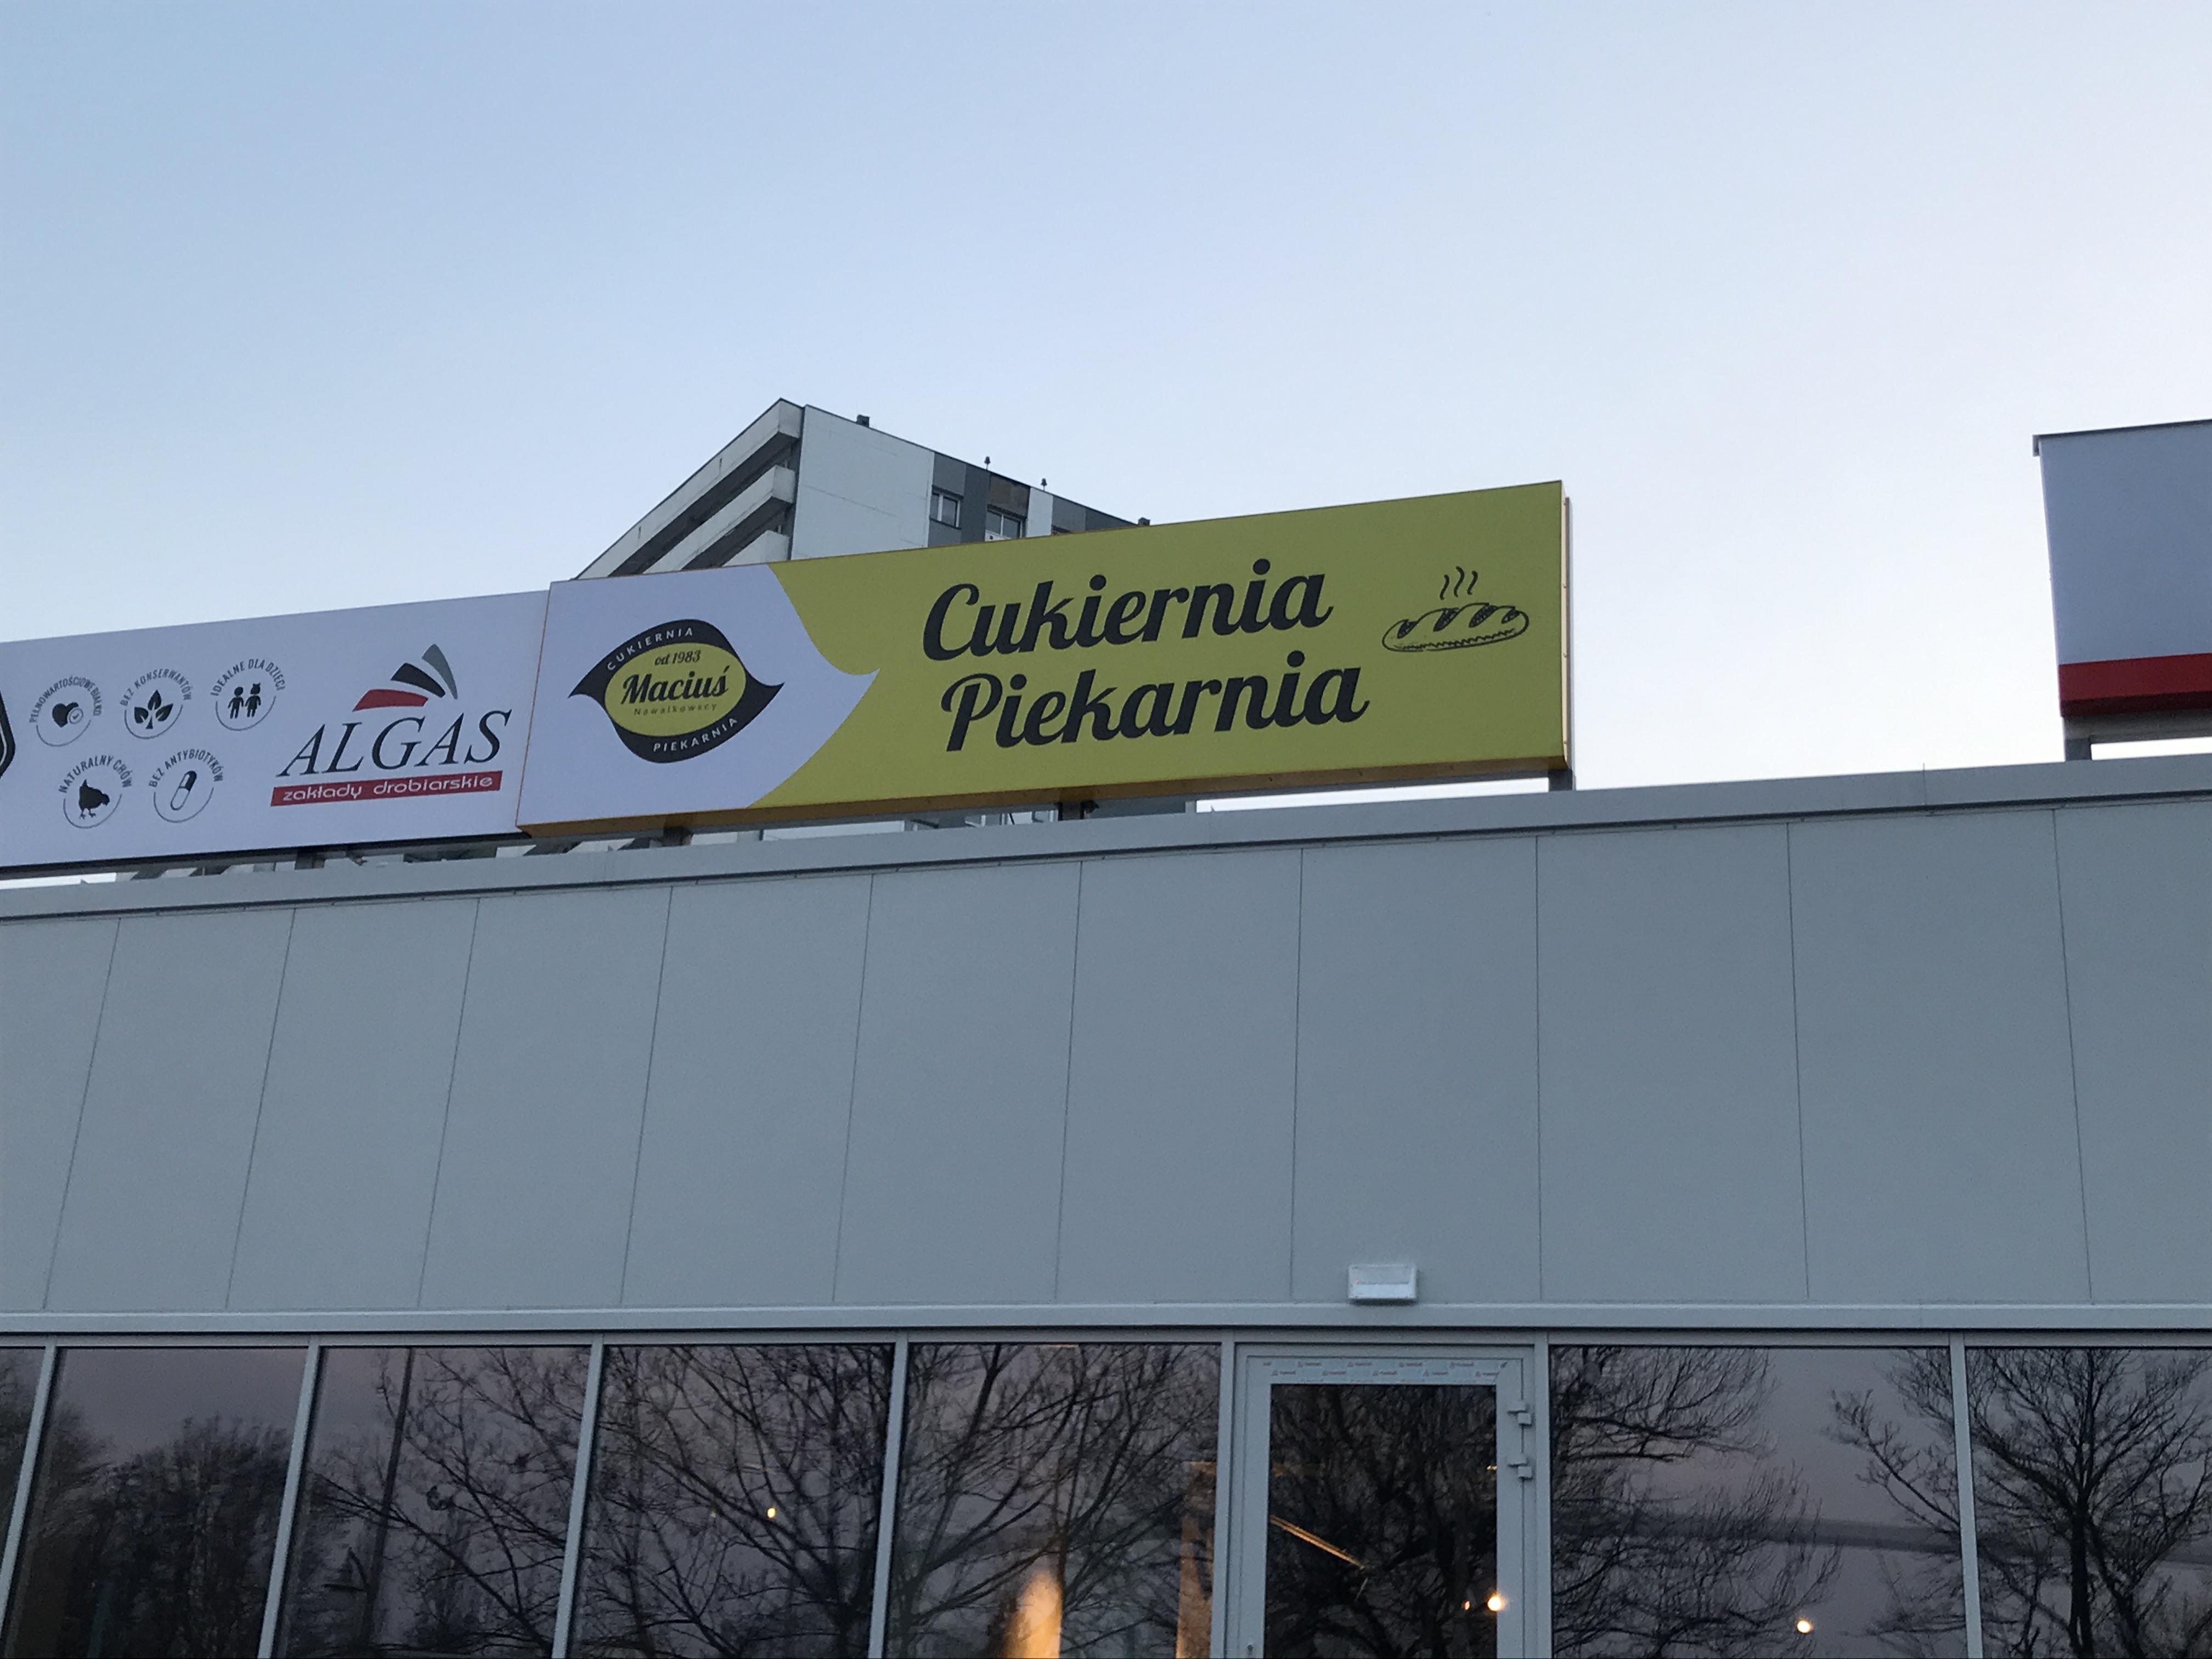 PEŁNOWARTOŚCIOWE BIAŁKO
BEZ KONSERWANTÓW
IDEALNE DLA DZIECI
NATURALNY CHÓW
BEZ ANTYBIOTYKÓW
ALGAS
zakłady drobiarskie
CUKIERNIA
od 1983
Maciuś
Nawalkowscy
PIEKARNIA
Cukiernia
Piekarnia